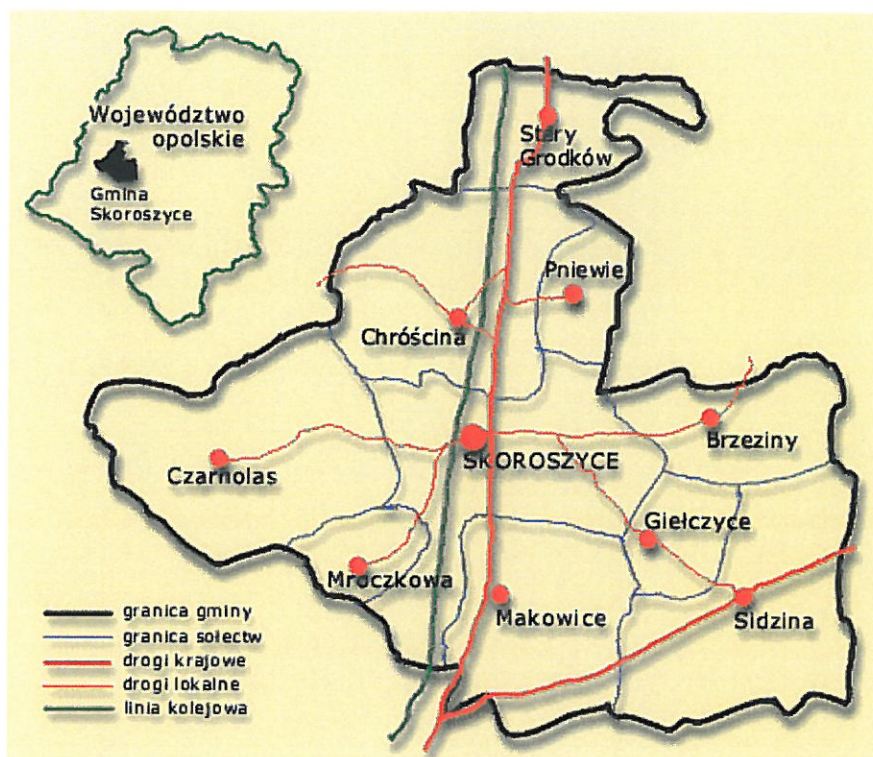 Województwo
opolskie
Gmina
Skoroszyce
Stary
Grodków
Pniewie
Chróścina
Brzeziny
SKOROSZYCE
Czarnolas
Giełczyce
Mroczkowa
Makowice
Sidzina
granica gminy
granica sołectw
drogi krajowe
drogi lokalne
linia kolejowa